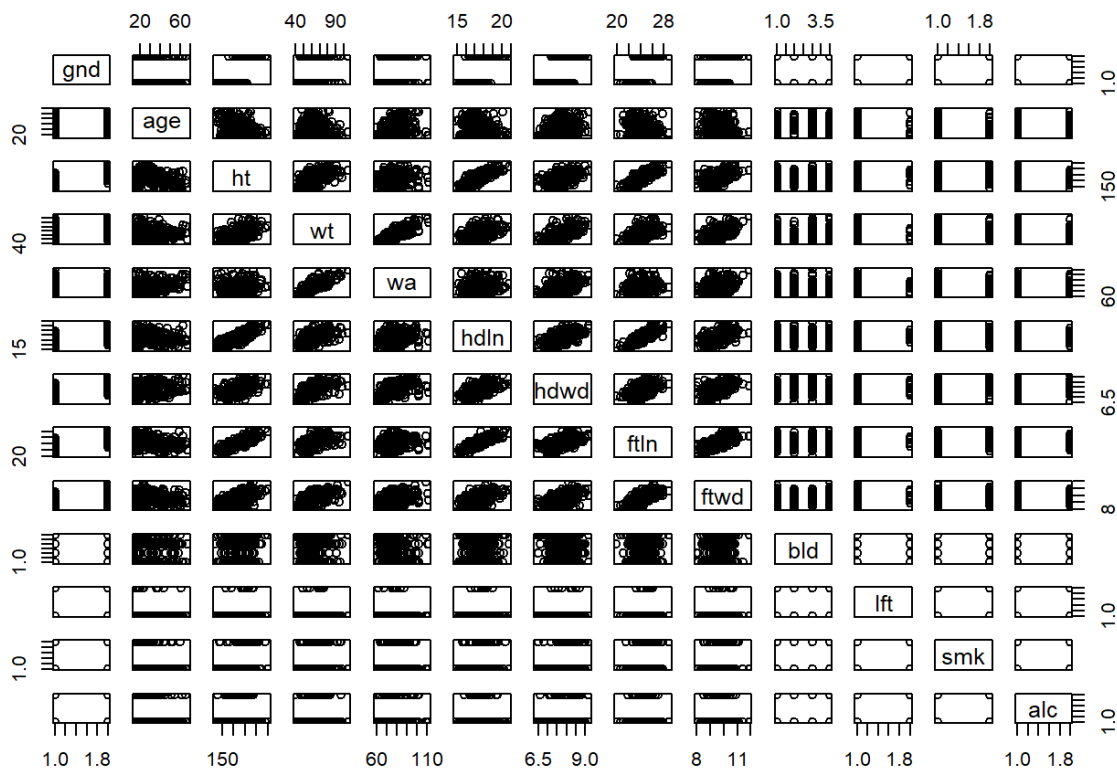 20 60 40 90 15 20 20 28 1.0 3.5 1.0 1.8
gnd 1.0
20 age
ht 150
40 wt
wa 60
15 hdln
hdwd 6.5
20 ftln
ftwd 8
1.0 bld
lft 1.0
1.0 smk
alc 1.0
1.0 1.8 150 60 110 6.5 9.0 8 11 1.0 1.8 1.0 1.8